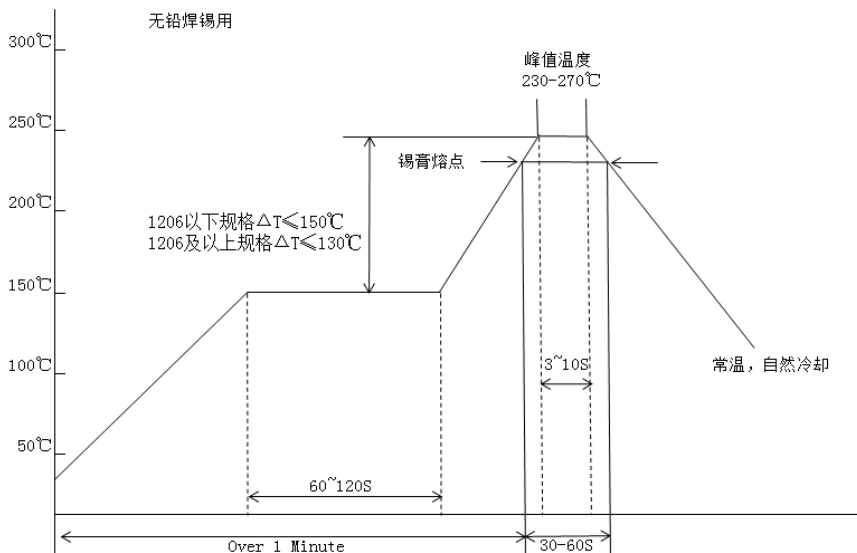 无铅焊锡用
300℃
峰值温度
230-270℃
250℃
锡膏熔点
200℃
1206以下规格△T≤150℃
1206及以上规格△T≤130℃
150℃
100℃
3~10S
常温，自然冷却
50℃
60~120S
Over 1 Minute
30-60S